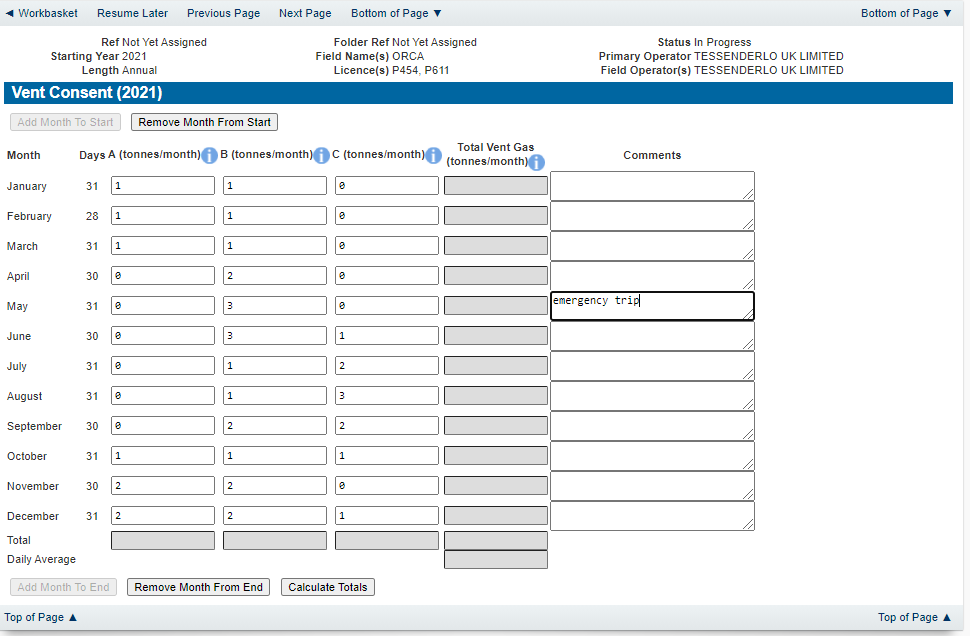 ◄ Workbasket Resume Later Previous Page Next Page Bottom of Page ▼ Bottom of Page ▼
Ref Not Yet Assigned Folder Ref Not Yet Assigned Status In Progress
Starting Year 2021 Field Name(s) ORCA Primary Operator TESSENDERLO UK LIMITED
Length Annual Licence(s) P454, P611 Field Operator(s) TESSENDERLO UK LIMITED
Vent Consent (2021)
Add Month To Start Remove Month From Start
Month Days A (tonnes/month) i B (tonnes/month) i C (tonnes/month) i Total Vent Gas (tonnes/month) i Comments
January 31 1 1 0
February 28 1 1 0
March 31 1 1 0
April 30 0 2 0
May 31 0 3 0 emergency trip
June 30 0 3 1
July 31 0 1 2
August 31 0 1 3
September 30 0 2 2
October 31 1 1 1
November 30 2 2 0
December 31 2 2 1
Total
Daily Average
Add Month To End Remove Month From End Calculate Totals
Top of Page ▲ Top of Page ▲